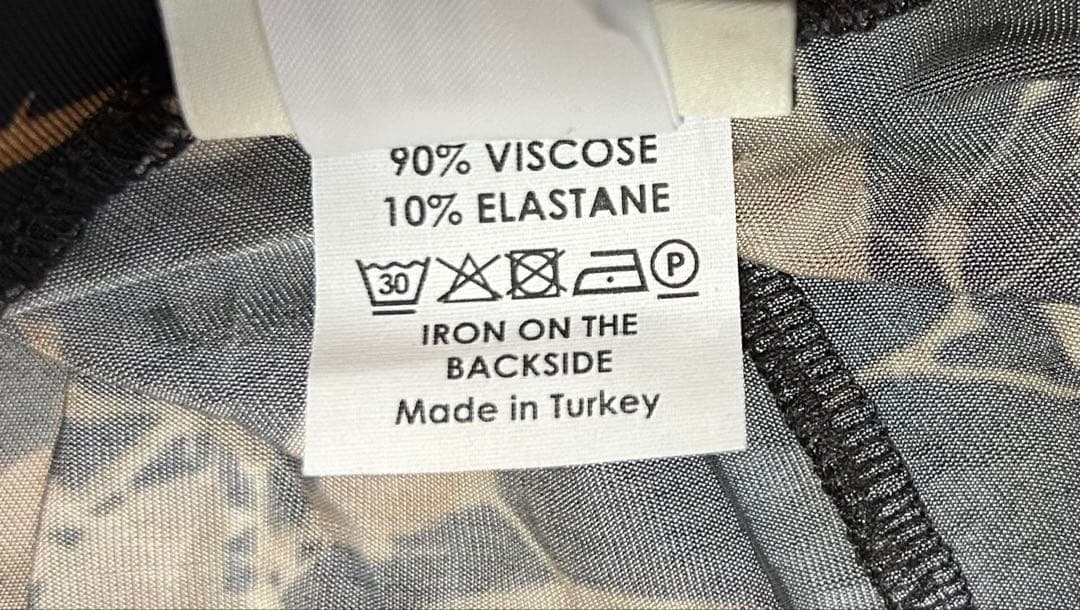 90% VISCOSE
10% ELASTANE
30 P
IRON ON THE
BACKSIDE
Made in Turkey